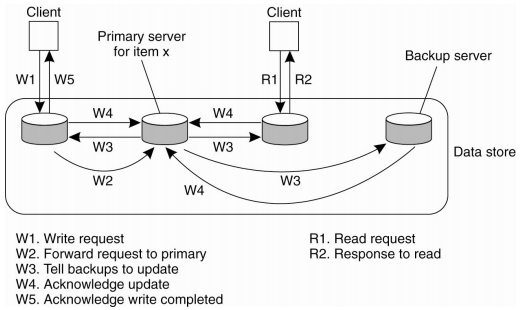 Client
Client
Primary server
for item x
Backup server
W1
W5
R1
R2
W4
W4
W3
W3
Data store
W2
W3
W4
W1. Write request
W2. Forward request to primary
W3. Tell backups to update
W4. Acknowledge update
W5. Acknowledge write completed
R1. Read request
R2. Response to read